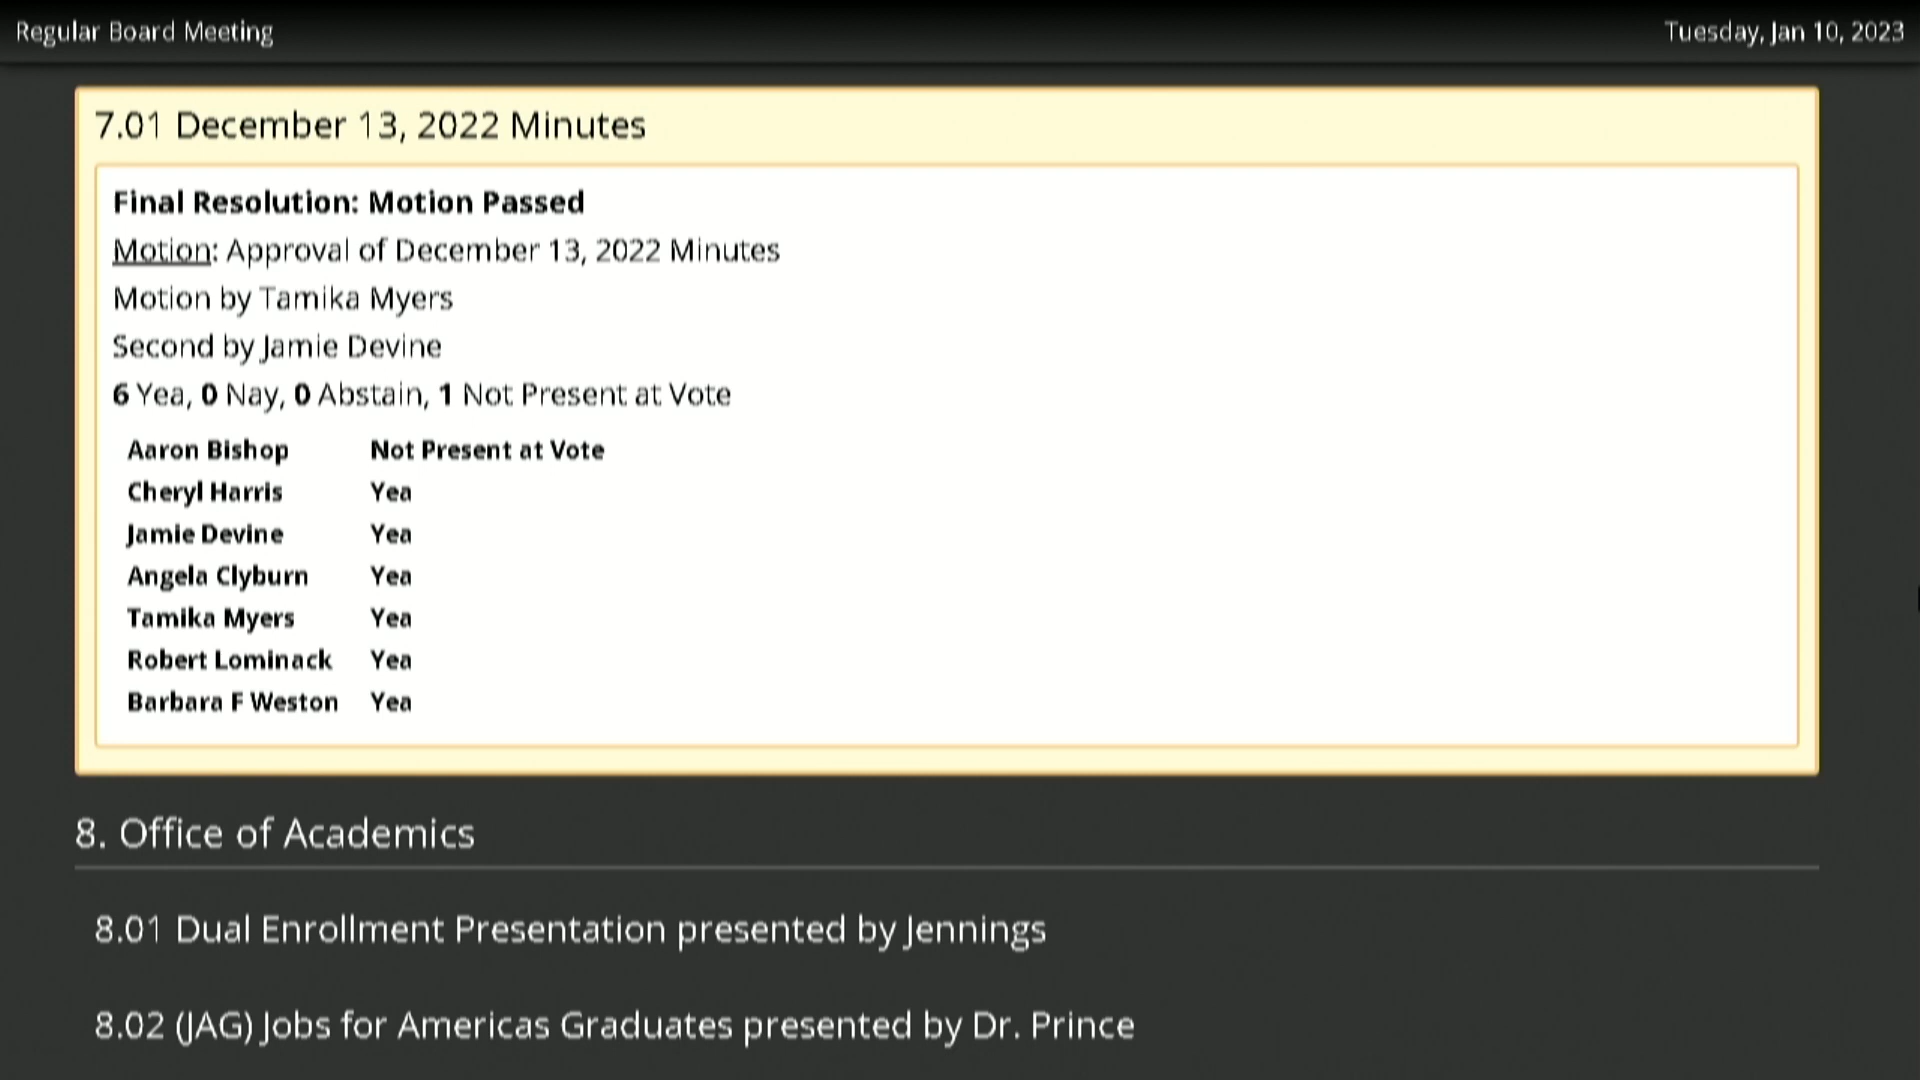 Regular Board Meeting
Tuesday, Jan 10, 2023
7.01 December 13, 2022 Minutes
Final Resolution: Motion Passed
Motion: Approval of December 13, 2022 Minutes
Motion by Tamika Myers
Second by Jamie Devine
6 Yea, 0 Nay, 0 Abstain, 1 Not Present at Vote
Aaron Bishop Not Present at Vote
Cheryl Harris Yea
Jamie Devine Yea
Angela Clyburn Yea
Tamika Myers Yea
Robert Lominack Yea
Barbara F Weston Yea
8. Office of Academics
8.01 Dual Enrollment Presentation presented by Jennings
8.02 (JAG) Jobs for Americas Graduates presented by Dr. Prince